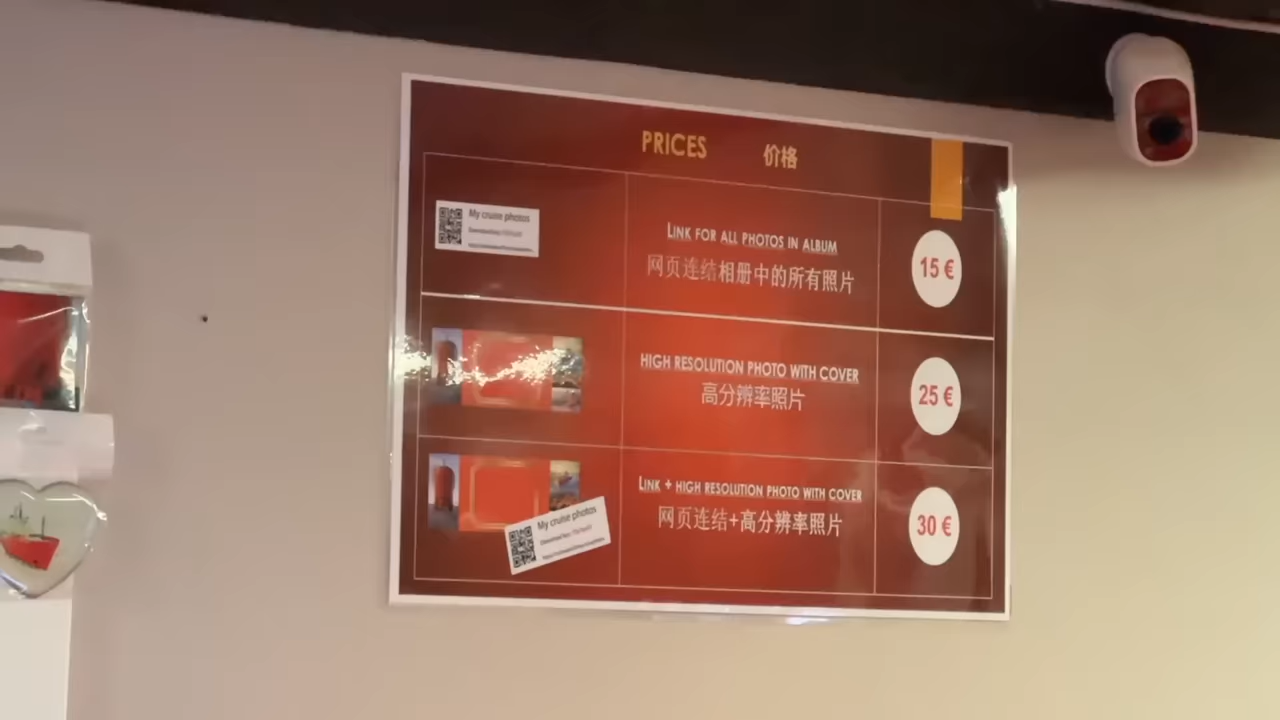 PRICES 价格
My cruise photos
LINK FOR ALL PHOTOS IN ALBUM
网页连结相册中的所有照片
15 €
HIGH RESOLUTION PHOTO WITH COVER
高分辨率照片
25 €
My cruise photos
LINK + HIGH RESOLUTION PHOTO WITH COVER
网页连结+高分辨率照片
30 €